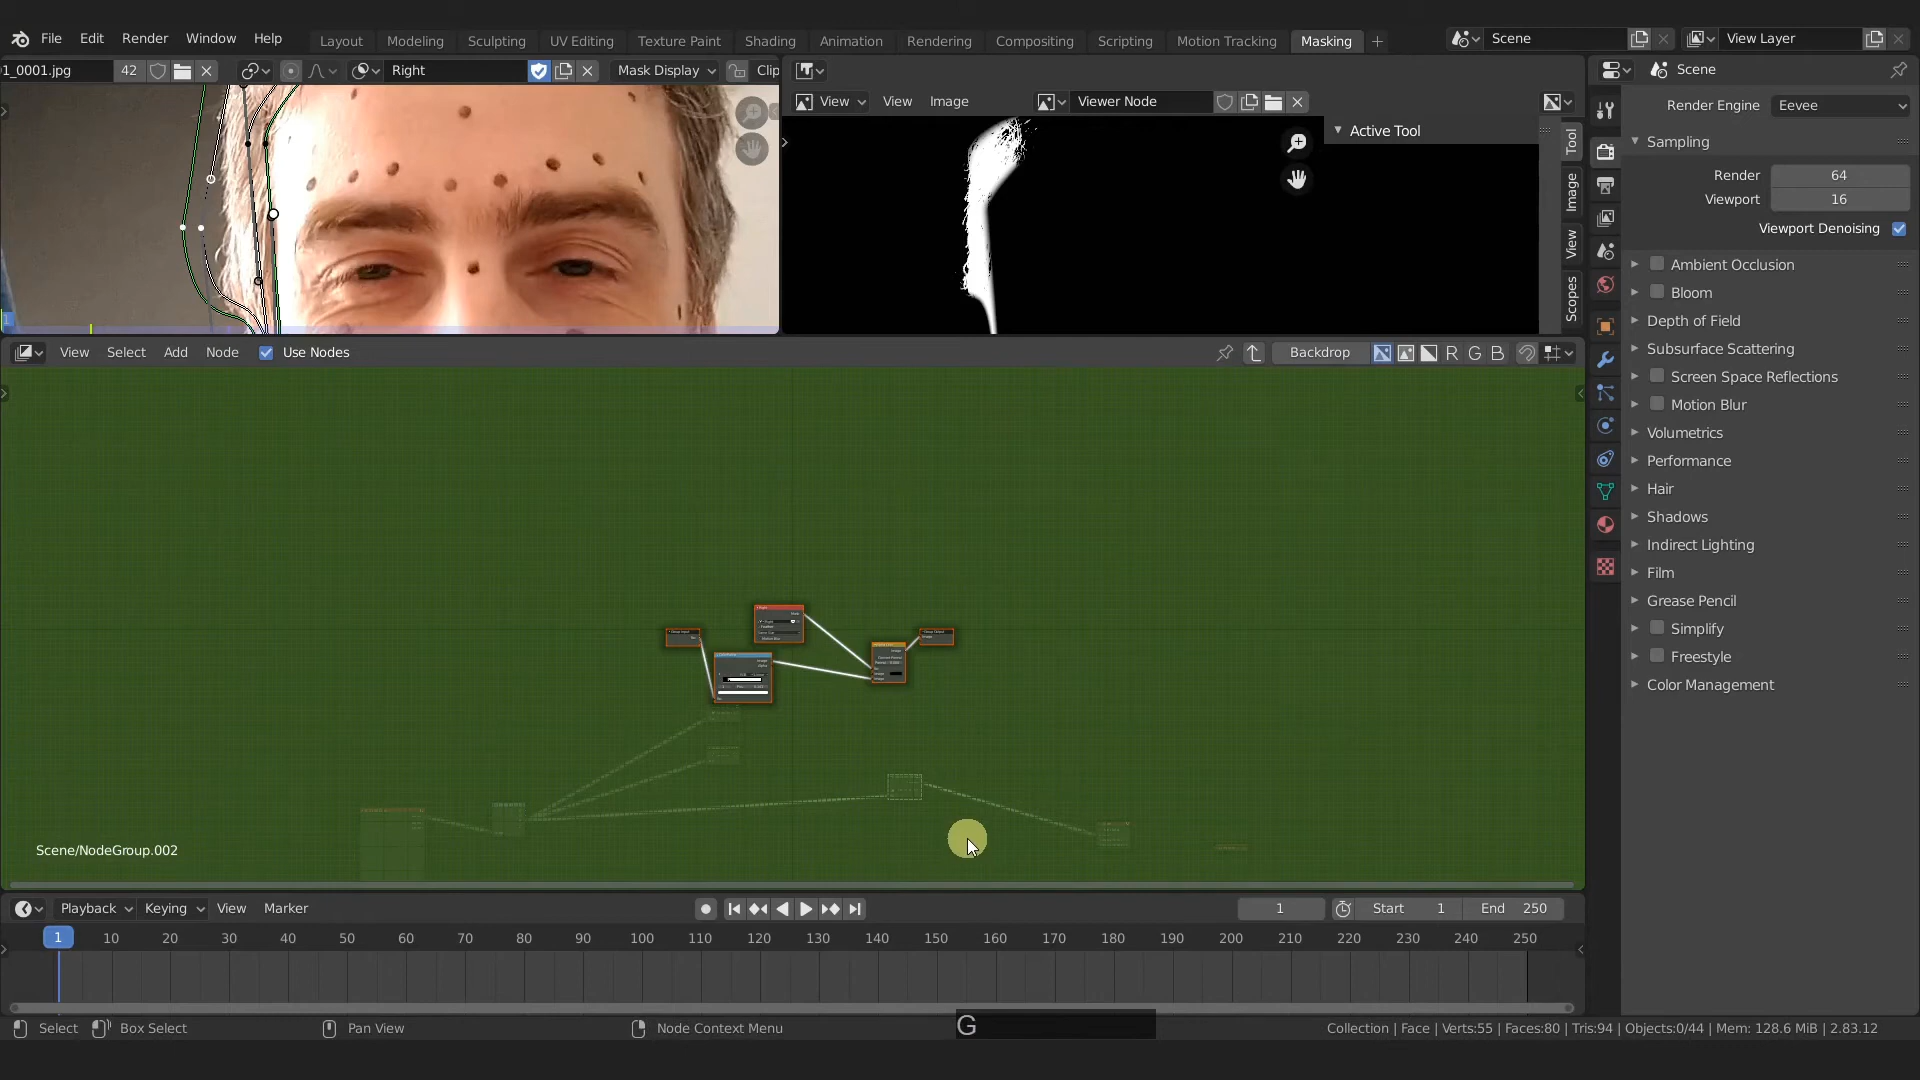 File Edit Render Window Help Layout Modeling Sculpting UV Editing Texture Paint Shading Animation Rendering Compositing Scripting Motion Tracking Masking + Scene View Layer
1_0001.jpg 42 Right Mask Display Clip
View View Image Viewer Node
Active Tool
Tool
Image
View
Scopes
Scene
Render Engine Eevee
Sampling
Render 64
Viewport 16
Viewport Denoising
Ambient Occlusion
Bloom
Depth of Field
Subsurface Scattering
Screen Space Reflections
Motion Blur
Volumetrics
Performance
Hair
Shadows
Indirect Lighting
Film
Grease Pencil
Simplify
Freestyle
Color Management
1
View Select Add Node Use Nodes Backdrop R G B
Scene/NodeGroup.002
Playback Keying View Marker 1 Start 1 End 250
1 10 20 30 40 50 60 70 80 90 100 110 120 130 140 150 160 170 180 190 200 210 220 230 240 250
Select Box Select Pan View Node Context Menu G Collection | Face | Verts:55 | Faces:80 | Tris:94 | Objects:0/44 | Mem: 128.6 MiB | 2.83.12